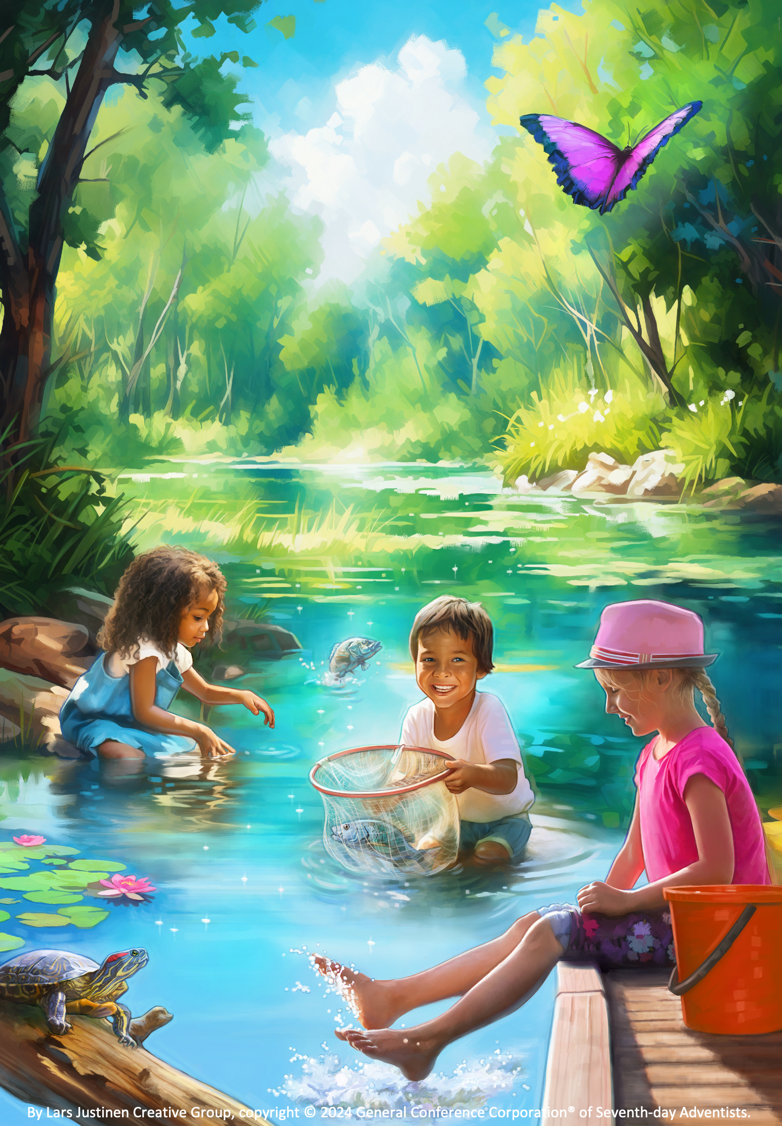 By Lars Justinen Creative Group, copyright © 2024 General Conference Corporation® of Seventh-day Adventists.